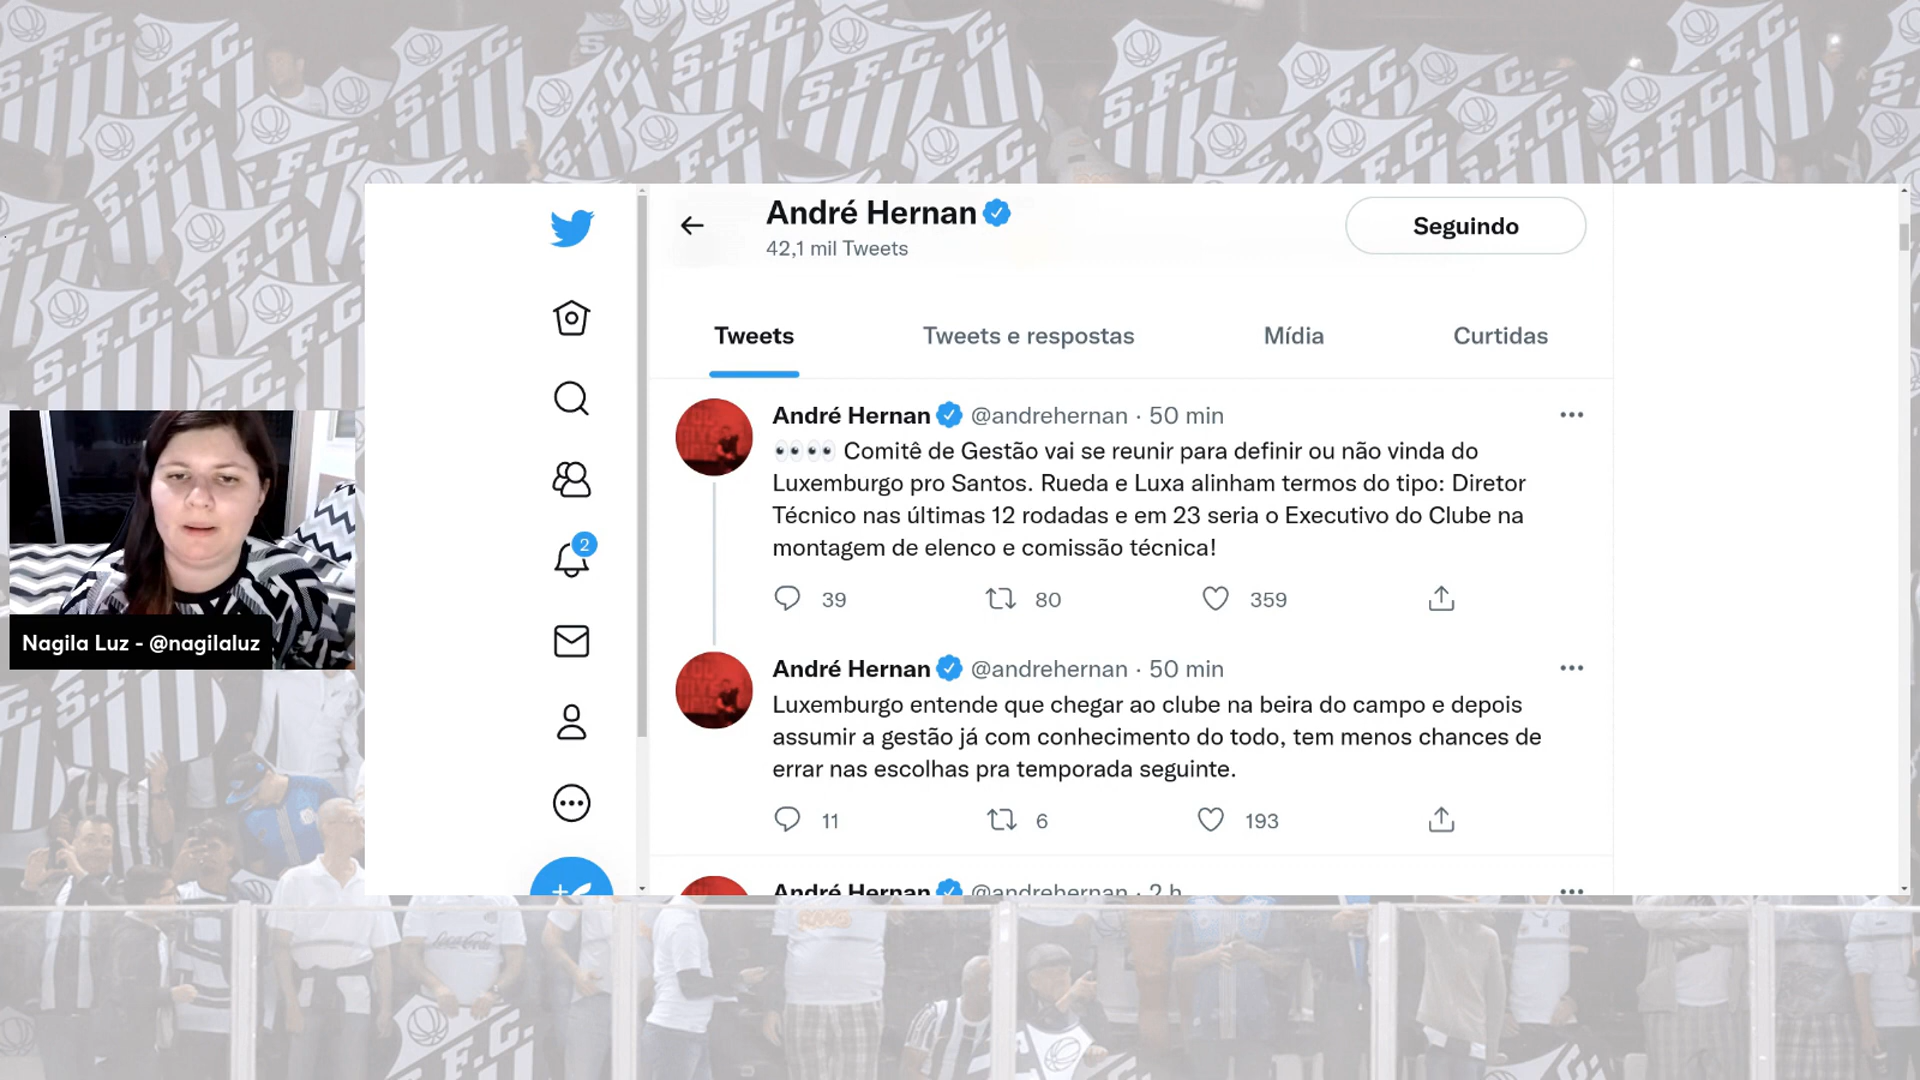 André Hernan
42,1 mil Tweets
Seguindo
Tweets
Tweets e respostas
Mídia
Curtidas
André Hernan @andrehernan · 50 min
👀👀 Comitê de Gestão vai se reunir para definir ou não vinda do
Luxemburgo pro Santos. Rueda e Luxa alinham termos do tipo: Diretor
Técnico nas últimas 12 rodadas e em 23 seria o Executivo do Clube na
montagem de elenco e comissão técnica!
39
80
359
André Hernan @andrehernan · 50 min
Luxemburgo entende que chegar ao clube na beira do campo e depois
assumir a gestão já com conhecimento do todo, tem menos chances de
errar nas escolhas pra temporada seguinte.
11
6
193
André Hernan @andrehernan · 2 h
2
Nagila Luz - @nagilaluz
S.F.C.
S.F.C.
S.F.C.
S.F.C.
S.F.C.
S.F.C.
Coca-Cola